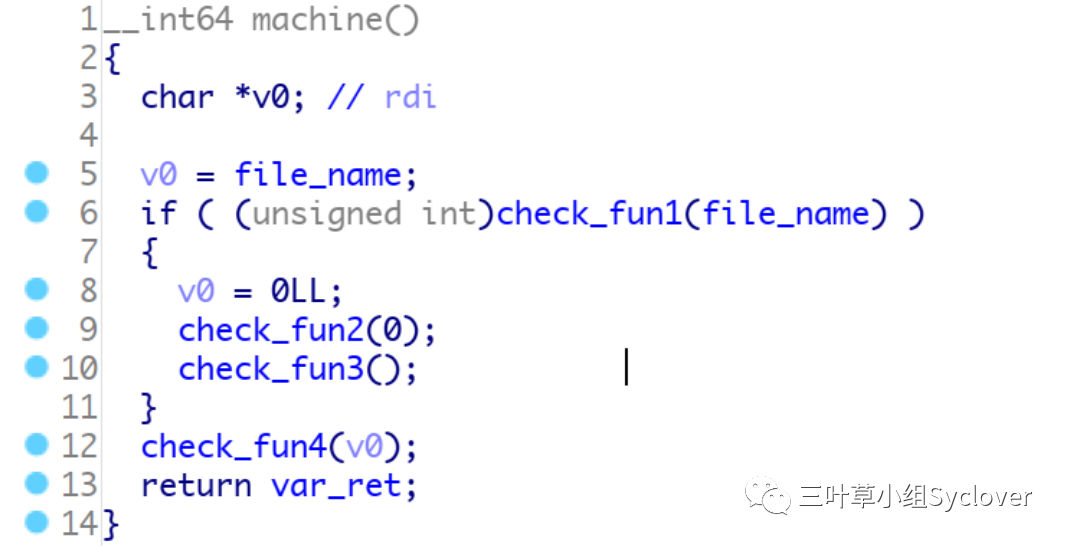 1 __int64 machine()
2 {
3 char *v0; // rdi
4
5 v0 = file_name;
6 if ( (unsigned int)check_fun1(file_name) )
7 {
8 v0 = 0LL;
9 check_fun2(0);
10 check_fun3();
11 }
12 check_fun4(v0);
13 return var_ret;
14 }
三叶草小组Syclover